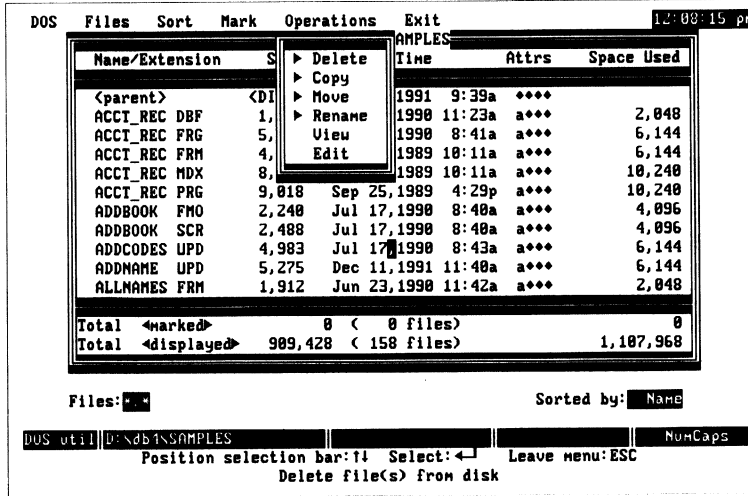 DOS Files Sort Mark Operations Exit 12:08:15 pm
AMPLES
Name/Extension S ► Delete Time Attrs Space Used
► Copy
<parent> <DI ► Move 1991 9:39a ♦♦♦♦
ACCT_REC DBF 1, ► Rename 1990 11:23a a♦♦♦ 2,048
ACCT_REC FRG 5, View 1990 8:41a a♦♦♦ 6,144
ACCT_REC FRM 4, Edit 1989 10:11a a♦♦♦ 6,144
ACCT_REC MDX 8, 1989 10:11a a♦♦♦ 10,240
ACCT_REC PRG 9,018 Sep 25,1989 4:29p a♦♦♦ 10,240
ADDBOOK FMO 2,240 Jul 17,1990 8:40a a♦♦♦ 4,096
ADDBOOK SCR 2,488 Jul 17,1990 8:40a a♦♦♦ 4,096
ADDCODES UPD 4,983 Jul 17,1990 8:43a a♦♦♦ 6,144
ADDNAME UPD 5,275 Dec 11,1991 11:40a a♦♦♦ 6,144
ALLNAMES FRM 1,912 Jun 23,1990 11:42a a♦♦♦ 2,048
Total ◄marked► 0 ( 0 files) 0
Total ◄displayed► 909,428 ( 158 files) 1,107,968
Files:*.* Sorted by: Name
DOS util D:\db4\SAMPLES NumCaps
Position selection bar:↑↓ Select:◄┘ Leave menu:ESC
Delete file(s) from disk